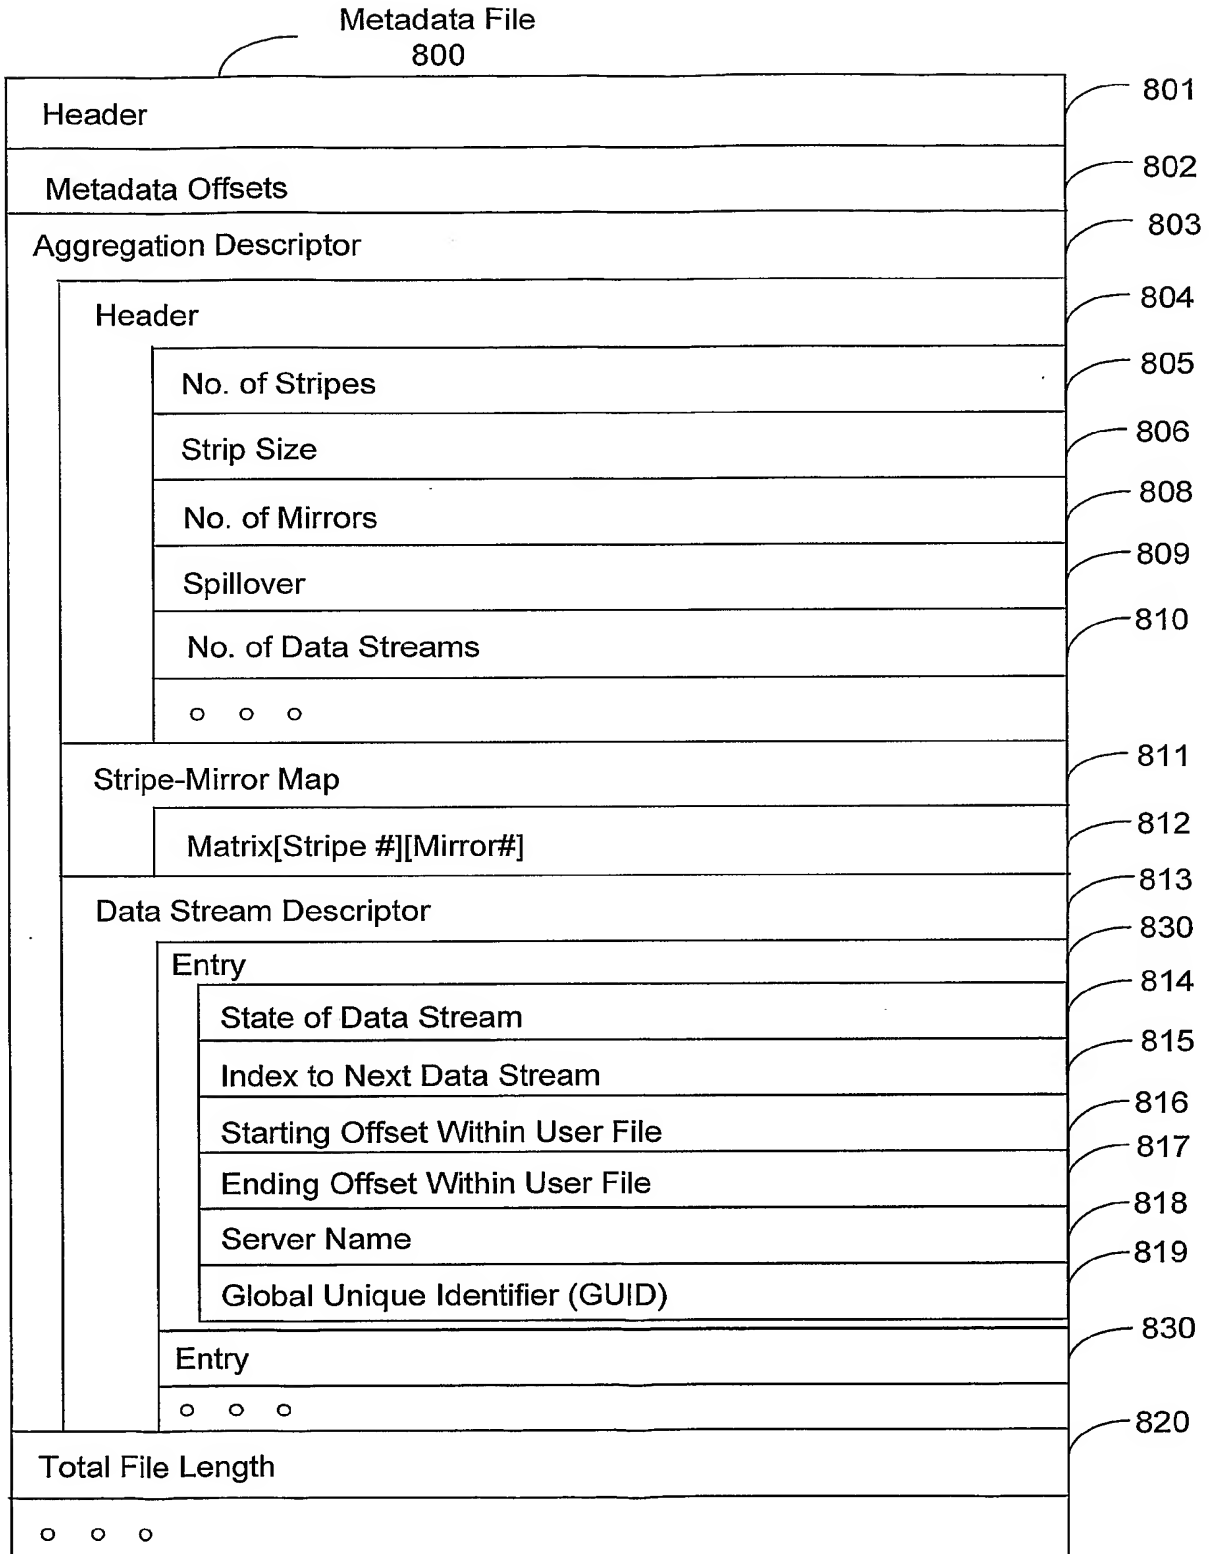 Metadata File
800
Header 801
Metadata Offsets 802
Aggregation Descriptor 803
Header 804
No. of Stripes 805
Strip Size 806
No. of Mirrors 808
Spillover 809
No. of Data Streams 810
o o o
Stripe-Mirror Map 811
Matrix[Stripe #][Mirror#] 812
Data Stream Descriptor 813
Entry 830
State of Data Stream 814
Index to Next Data Stream 815
Starting Offset Within User File 816
Ending Offset Within User File 817
Server Name 818
Global Unique Identifier (GUID) 819
Entry 830
o o o
Total File Length 820
o o o